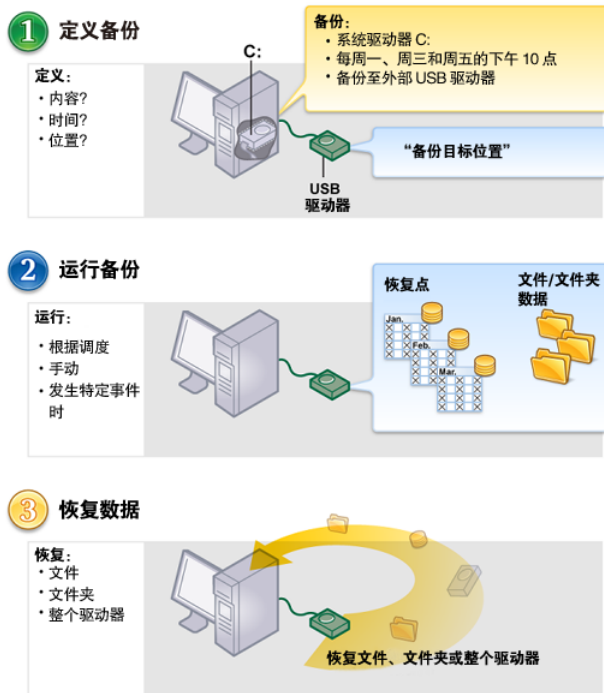 1 定义备份
定义：
・内容?
・时间?
・位置?
C:
备份：
・系统驱动器 C:
・每周一、周三和周五的下午 10 点
・备份至外部 USB 驱动器
“备份目标位置”
USB
驱动器
2 运行备份
运行：
・根据调度
・手动
・发生特定事件
时
恢复点
Jan.
Feb.
Mar.
文件/文件夹
数据
3 恢复数据
恢复：
・文件
・文件夹
・整个驱动器
恢复文件、文件夹或整个驱动器